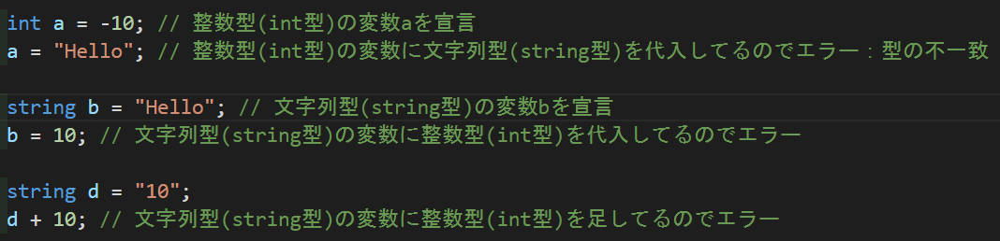 int a = -10; // 整数型(int型)の変数aを宣言
a = "Hello"; // 整数型(int型)の変数に文字列型(string型)を代入してるのでエラー：型の不一致
string b = "Hello"; // 文字列型(string型)の変数bを宣言
b = 10; // 文字列型(string型)の変数に整数型(int型)を代入してるのでエラー
string d = "10";
d + 10; // 文字列型(string型)の変数に整数型(int型)を足してるのでエラー